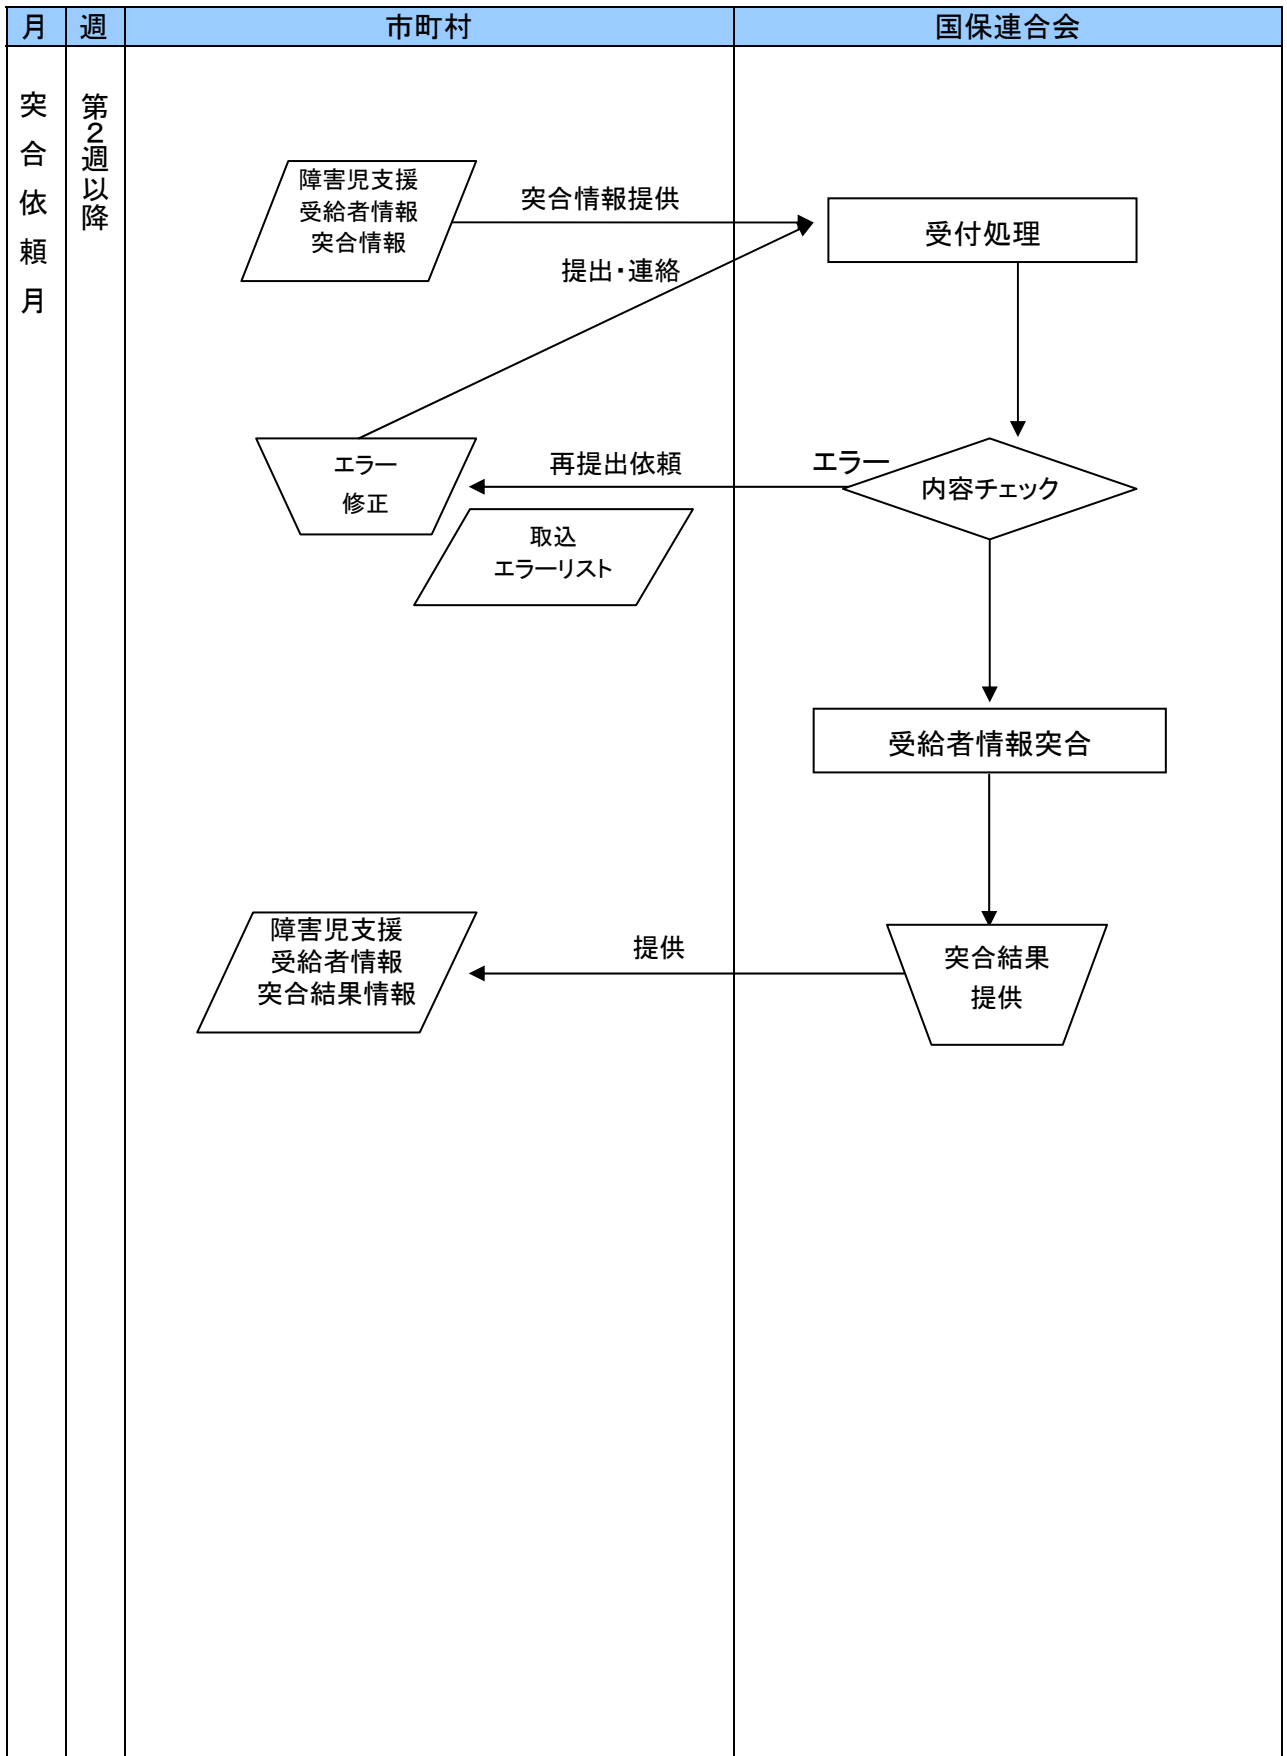 月
週
市町村
国保連合会
突合依頼月
第2週以降
障害児支援
受給者情報
突合情報
突合情報提供
受付処理
提出・連絡
エラー
修正
再提出依頼
エラー
内容チェック
取込
エラーリスト
受給者情報突合
障害児支援
受給者情報
突合結果情報
提供
突合結果
提供